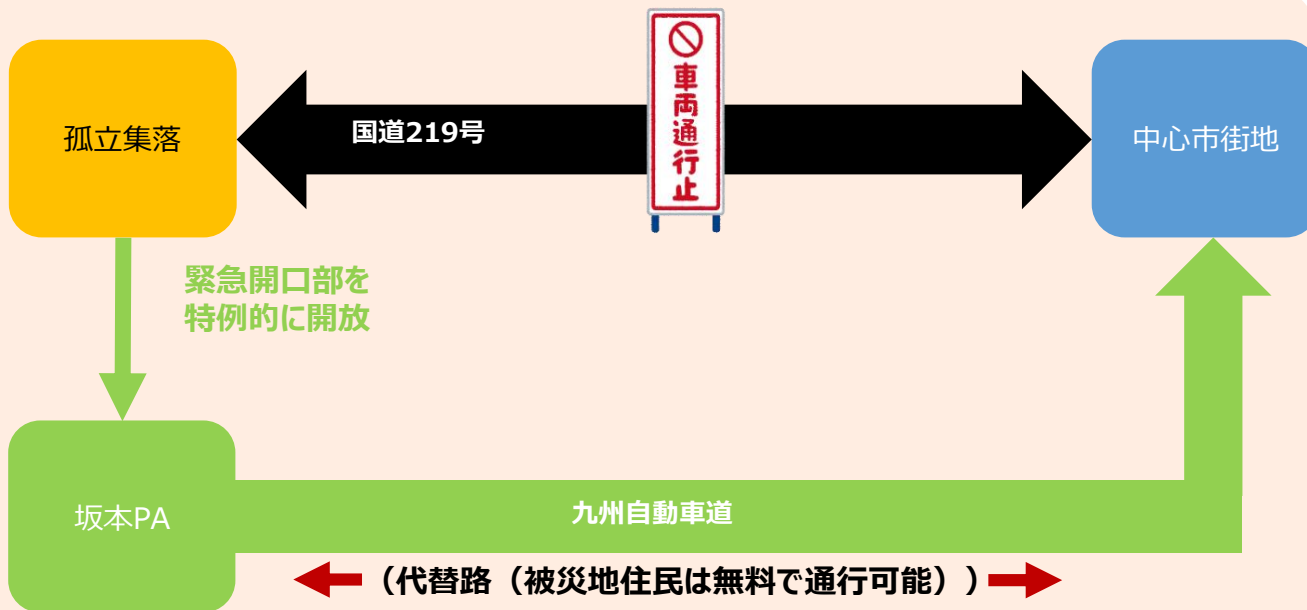 車両通行止
国道219号
孤立集落
中心市街地
緊急開口部を
特例的に開放
坂本PA
九州自動車道
（代替路（被災地住民は無料で通行可能））